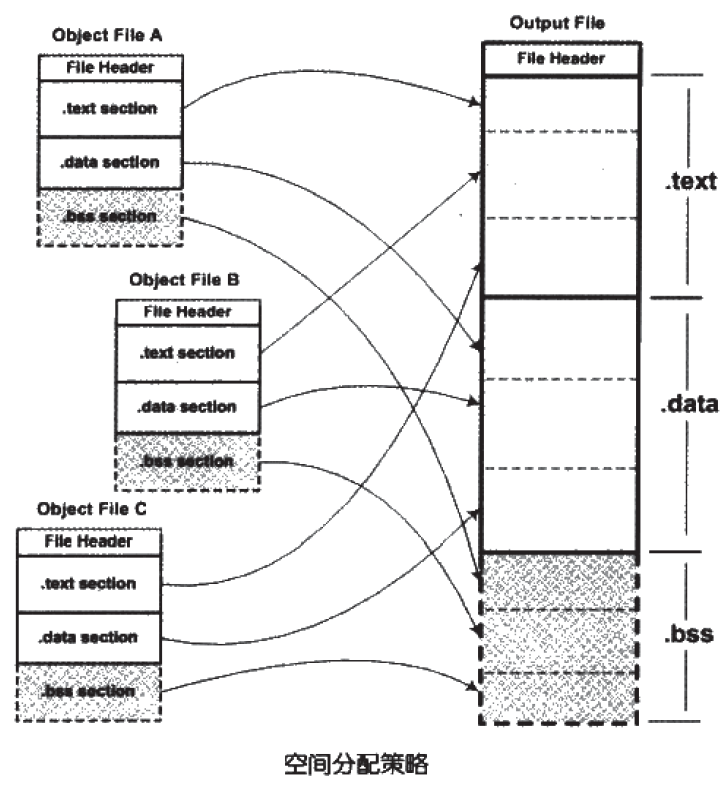 Object File A
File Header
.text section
.data section
.bss section
Object File B
File Header
.text section
.data section
.bss section
Object File C
File Header
.text section
.data section
.bss section
Output File
File Header
.text
.data
.bss
空间分配策略